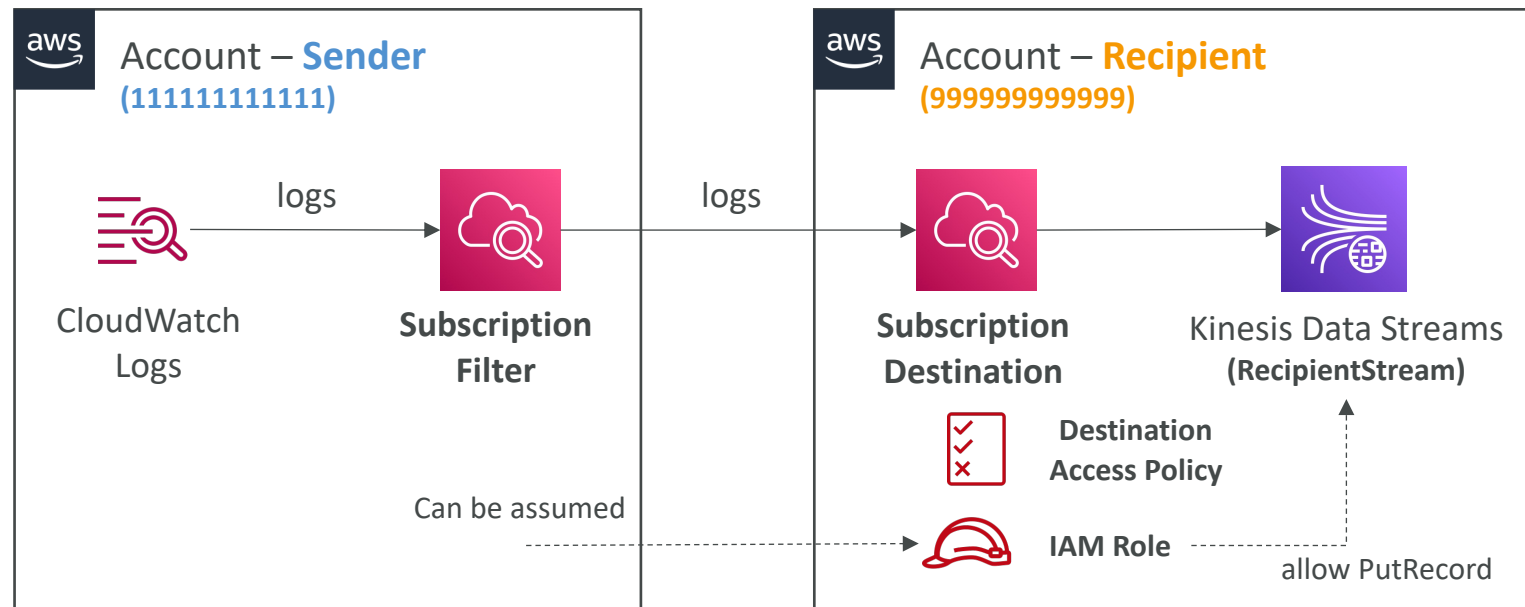 aws
Account – Sender
(111111111111)
logs
CloudWatch
Logs
Subscription
Filter
Can be assumed
logs
aws
Account – Recipient
(999999999999)
Subscription
Destination
Kinesis Data Streams
(RecipientStream)
Destination
Access Policy
IAM Role
allow PutRecord